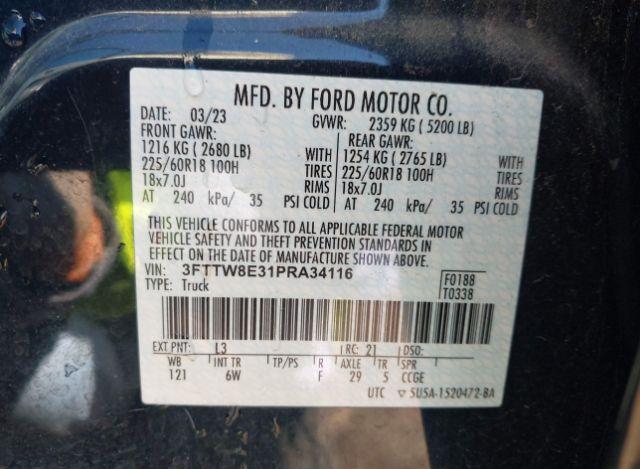 MFD. BY FORD MOTOR CO.
DATE: 03/23 GVWR: 2359 KG ( 5200 LB)
FRONT GAWR: REAR GAWR:
1216 KG ( 2680 LB) WITH 1254 KG ( 2765 LB) WITH
225/60R18 100H TIRES 225/60R18 100H TIRES
18x7.0J RIMS 18x7.0J RIMS
AT 240 kPa/ 35 PSI COLD AT 240 kPa/ 35 PSI COLD
THIS VEHICLE CONFORMS TO ALL APPLICABLE FEDERAL MOTOR
VEHICLE SAFETY AND THEFT PREVENTION STANDARDS IN
EFFECT ON THE DATE OF MANUFACTURE SHOWN ABOVE.
VIN: 3FTTW8E31PRA34116 F0188
TYPE: Truck T0338
EXT PNT: L3 RC: 21 DSO:
WB INT TR TP/PS R AXLE TR SPR
121 6W F 29 5 CCGE
UTC ▽ 5U5A-1520472-BA